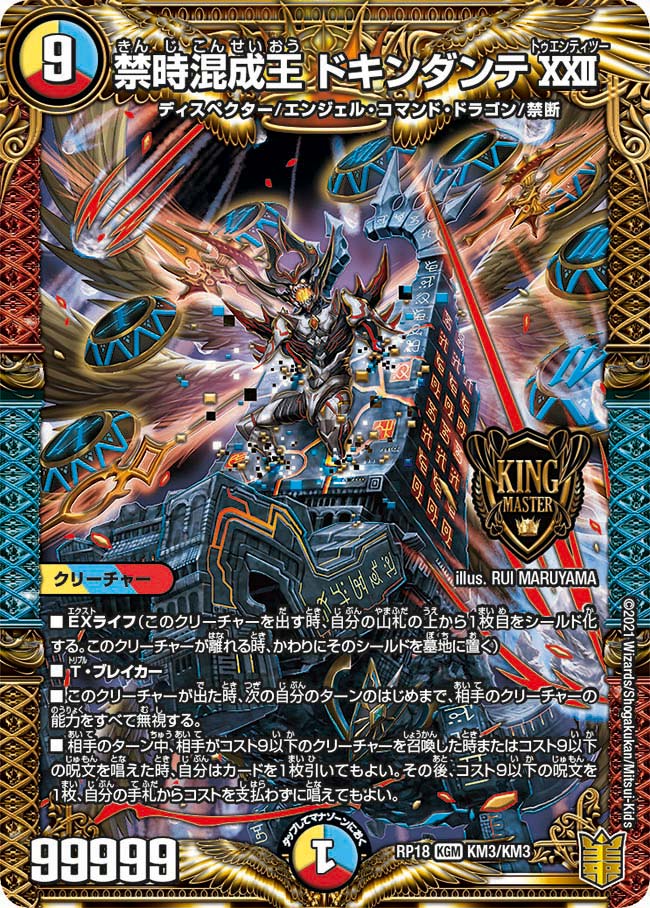 9
禁時混成王 ドキンダンテ XXII
きん じ こんせいおう トゥエンティツー
ディスペクター/エンジェル・コマンド・ドラゴン/禁断
KING
MASTER
クリーチャー
illus. RUI MARUYAMA
■EXライフ(このクリーチャーを出す時、自分の山札の上から1枚目をシールド化
する。このクリーチャーが離れる時、かわりにそのシールドを墓地に置く)
■T・ブレイカー
■このクリーチャーが出た時、次の自分のターンのはじめまで、相手のクリーチャーの
能力をすべて無視する。
■相手のターン中、相手がコスト9以下のクリーチャーを召喚した時またはコスト9以下
の呪文を唱えた時、自分はカードを1枚引いてもよい。その後、コスト9以下の呪文を
1枚、自分の手札からコストを支払わずに唱えてもよい。
99999
タップしてマナゾーンにおく
1
RP18 KGM KM3/KM3
©2021 Wizards/Shogakukan/Mitsui-Kids